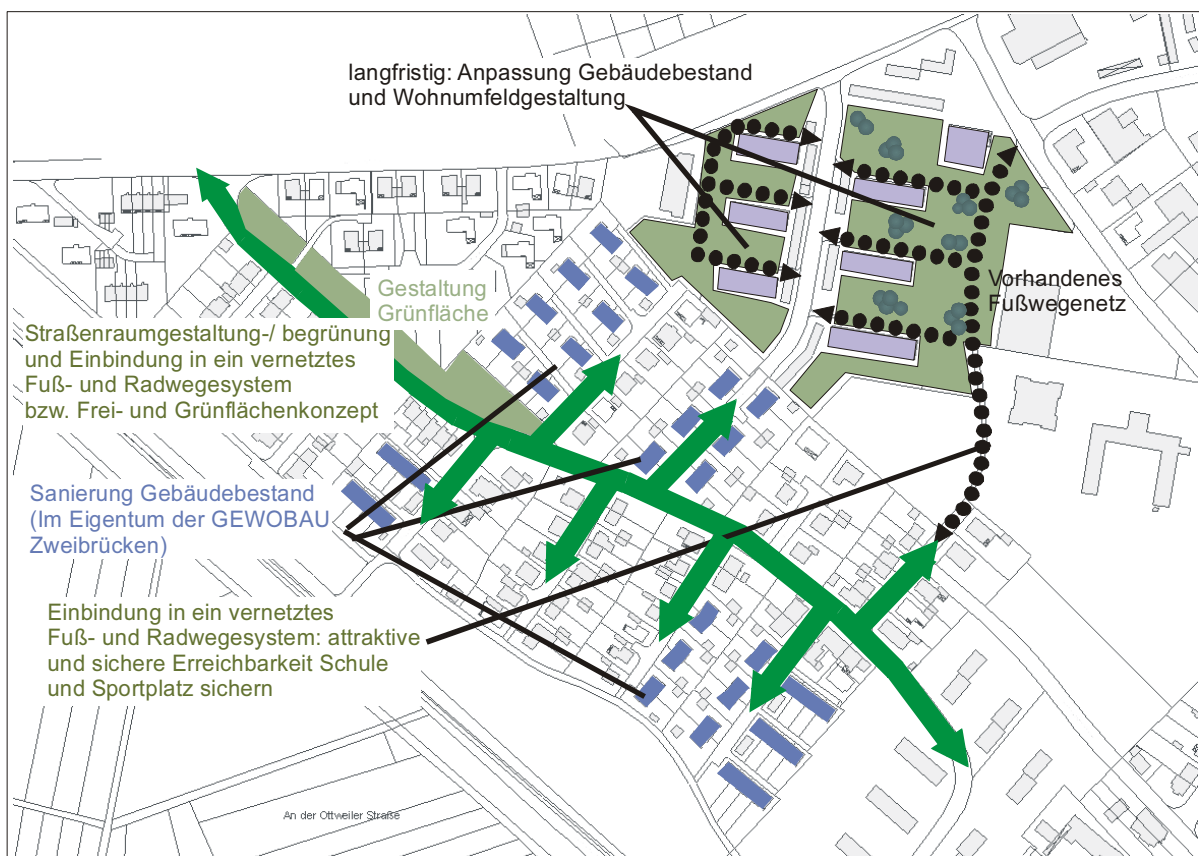 langfristig: Anpassung Gebäudebestand
und Wohnumfeldgestaltung
Vorhandenes
Fußwegenetz
Gestaltung
Grünfläche
Straßenraumgestaltung-/ begrünung
und Einbindung in ein vernetztes
Fuß- und Radwegesystem
bzw. Frei- und Grünflächenkonzept
Sanierung Gebäudebestand
(Im Eigentum der GEWOBAU
Zweibrücken)
Einbindung in ein vernetztes
Fuß- und Radwegesystem: attraktive
und sichere Erreichbarkeit Schule
und Sportplatz sichern
An der Ottweiler Straße